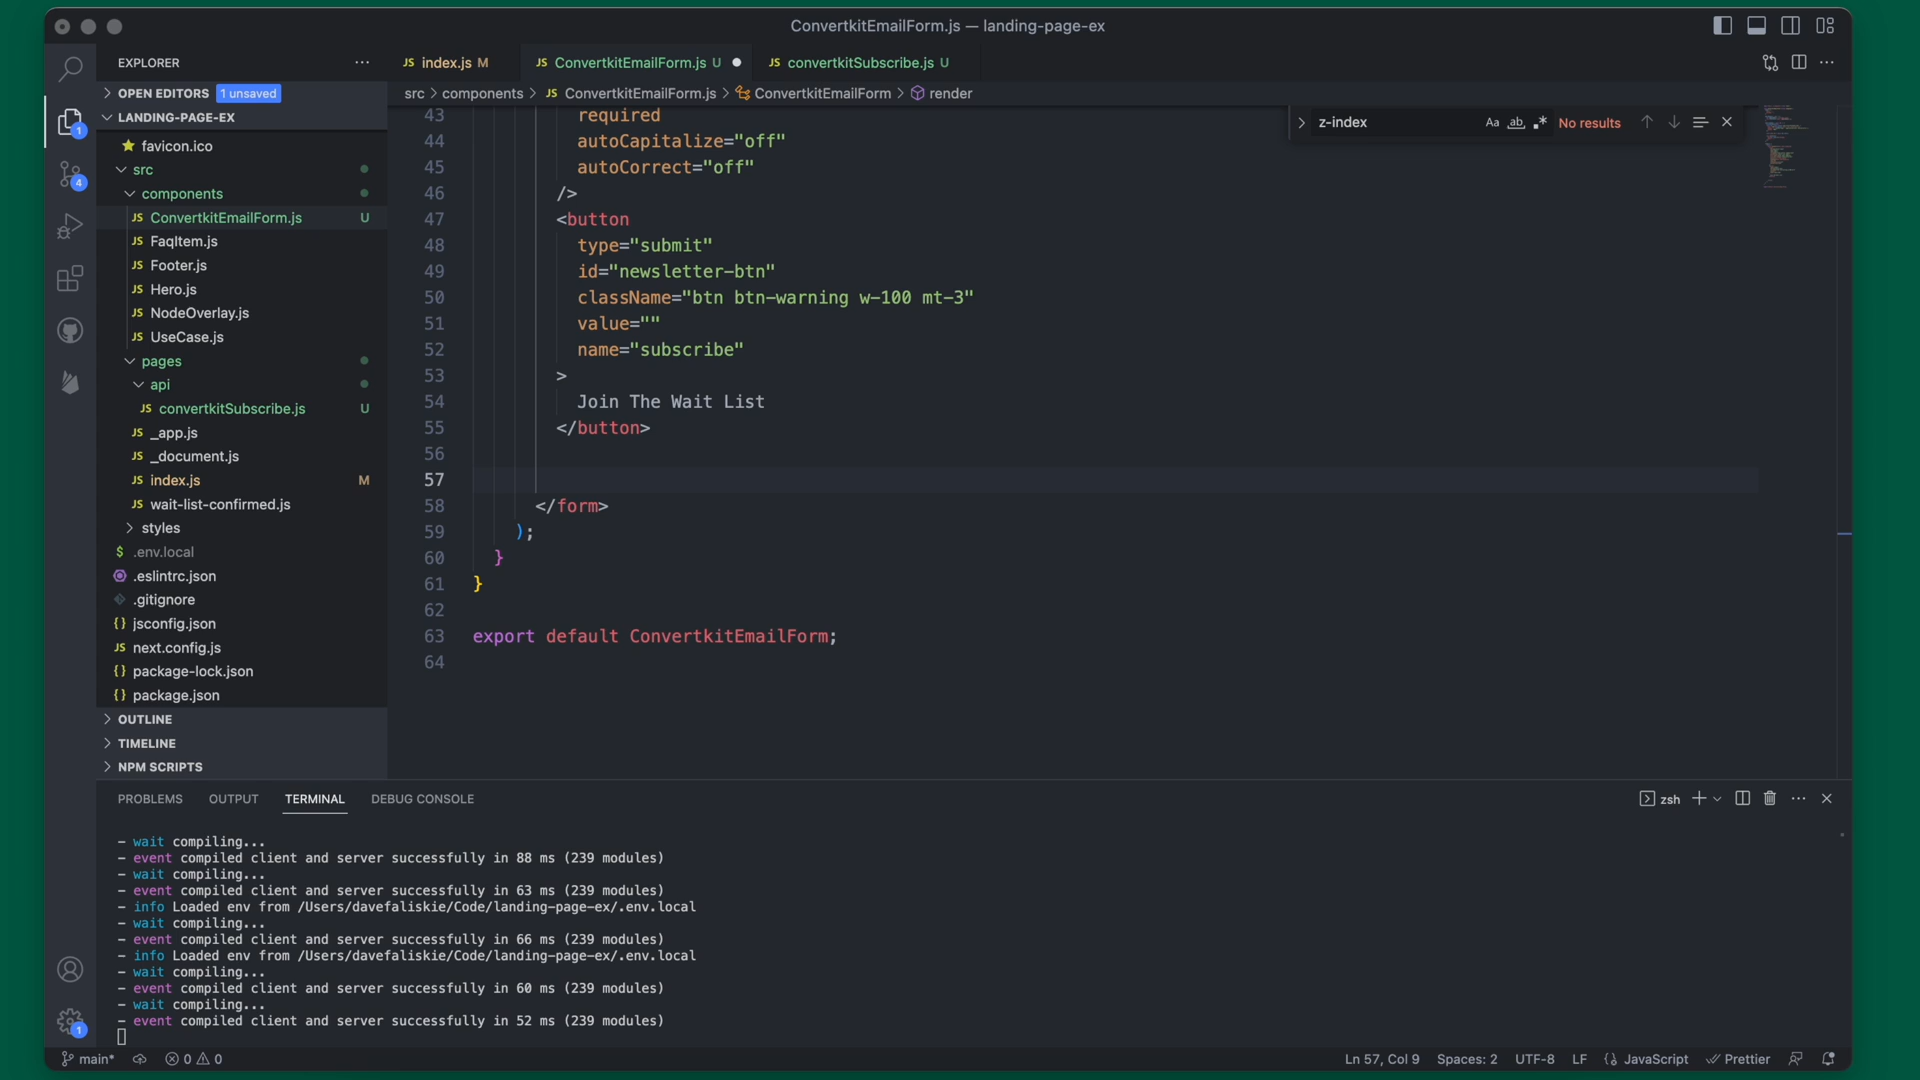 ConvertkitEmailForm.js — landing-page-ex
EXPLORER
OPEN EDITORS 1 unsaved
LANDING-PAGE-EX
favicon.ico
src
components
JS ConvertkitEmailForm.js U
JS FaqItem.js
JS Footer.js
JS Hero.js
JS NodeOverlay.js
JS UseCase.js
pages
api
JS convertkitSubscribe.js U
JS _app.js
JS _document.js
JS index.js M
JS wait-list-confirmed.js
styles
$ .env.local
.eslintrc.json
.gitignore
{} jsconfig.json
JS next.config.js
{} package-lock.json
{} package.json
OUTLINE
TIMELINE
NPM SCRIPTS
1
4
1
JS index.js M JS ConvertkitEmailForm.js U JS convertkitSubscribe.js U
src > components > JS ConvertkitEmailForm.js > ConvertkitEmailForm > render
z-index Aa ab .* No results
43 required
44 autoCapitalize="off"
45 autoCorrect="off"
46 />
47 <button
48 type="submit"
49 id="newsletter-btn"
50 className="btn btn-warning w-100 mt-3"
51 value=""
52 name="subscribe"
53 >
54 Join The Wait List
55 </button>
56
57
58 </form>
59 );
60 }
61 }
62
63 export default ConvertkitEmailForm;
64
PROBLEMS OUTPUT TERMINAL DEBUG CONSOLE zsh
- wait compiling...
- event compiled client and server successfully in 88 ms (239 modules)
- wait compiling...
- event compiled client and server successfully in 63 ms (239 modules)
- info Loaded env from /Users/davefaliskie/Code/landing-page-ex/.env.local
- wait compiling...
- event compiled client and server successfully in 66 ms (239 modules)
- info Loaded env from /Users/davefaliskie/Code/landing-page-ex/.env.local
- wait compiling...
- event compiled client and server successfully in 60 ms (239 modules)
- wait compiling...
- event compiled client and server successfully in 52 ms (239 modules)
main* 0 0 Ln 57, Col 9 Spaces: 2 UTF-8 LF JavaScript Prettier